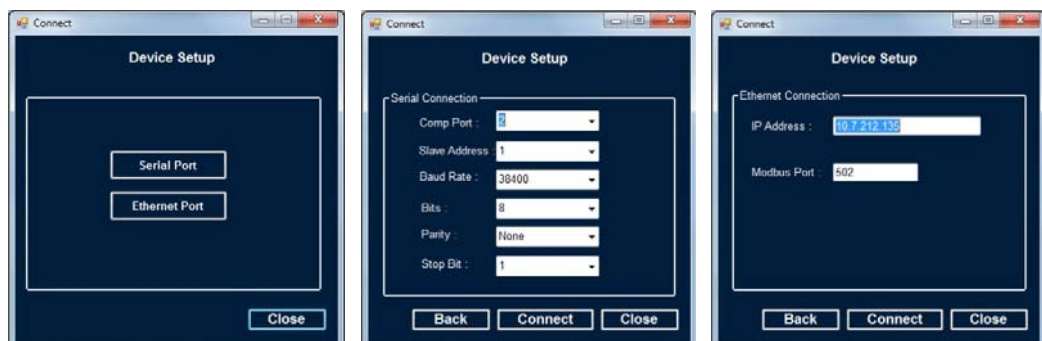 Connect
Device Setup
Serial Port
Ethernet Port
Close
Connect
Device Setup
Serial Connection
Comp Port : 2
Slave Address : 1
Baud Rate : 38400
Bits : 8
Parity : None
Stop Bit : 1
Back Connect Close
Connect
Device Setup
Ethernet Connection
IP Address : 10.7.212.135
Modbus Port : 502
Back Connect Close